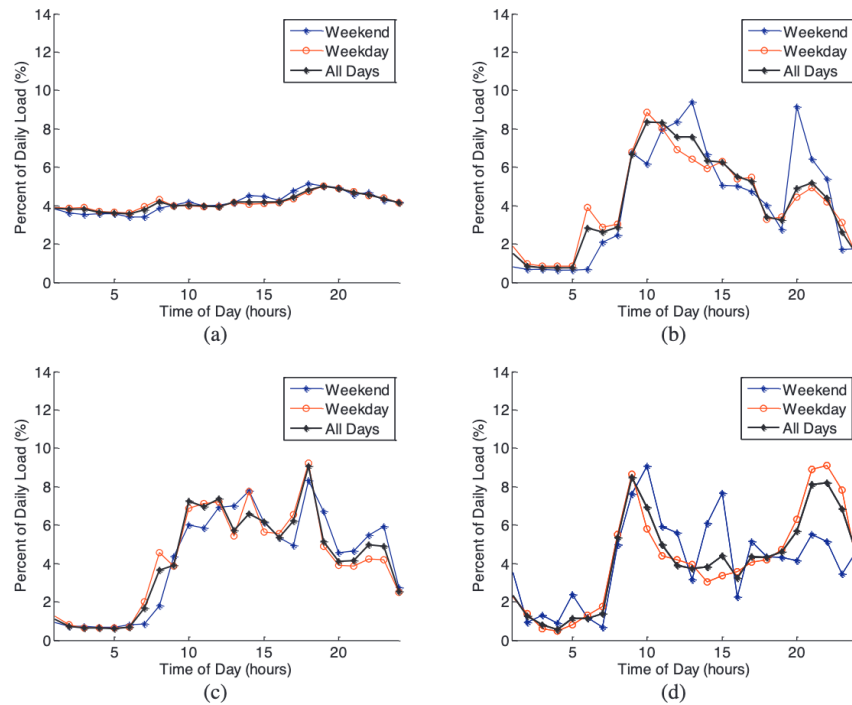 14
12
10
8
6
4
2
0
Percent of Daily Load (%)
Weekend
Weekday
All Days
5
10
15
20
Time of Day (hours)
(a)
14
12
10
8
6
4
2
0
Percent of Daily Load (%)
Weekend
Weekday
All Days
5
10
15
20
Time of Day (hours)
(b)
14
12
10
8
6
4
2
0
Percent of Daily Load (%)
Weekend
Weekday
All Days
5
10
15
20
Time of Day (hours)
(c)
14
12
10
8
6
4
2
0
Percent of Daily Load (%)
Weekend
Weekday
All Days
5
10
15
20
Time of Day (hours)
(d)